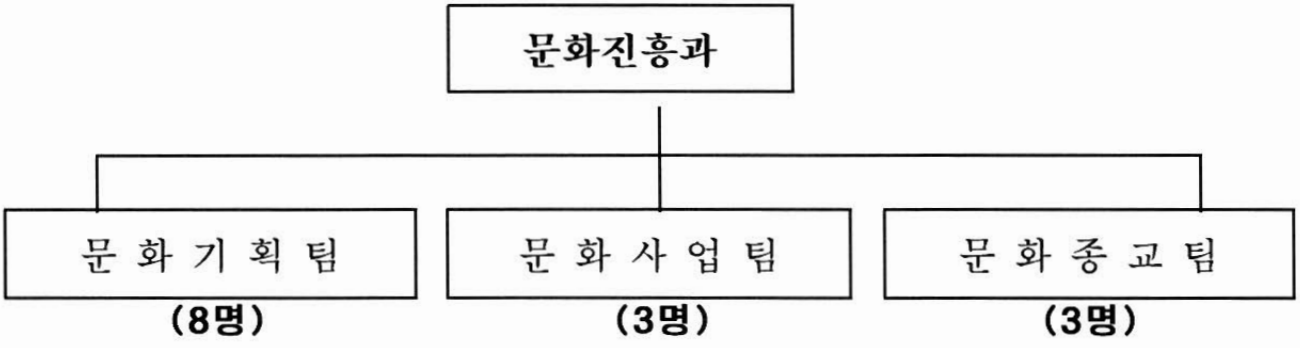 문화진흥과
문 화 기 획 팀
문 화 사 업 팀
문 화 종 교 팀
(8명)
(3명)
(3명)